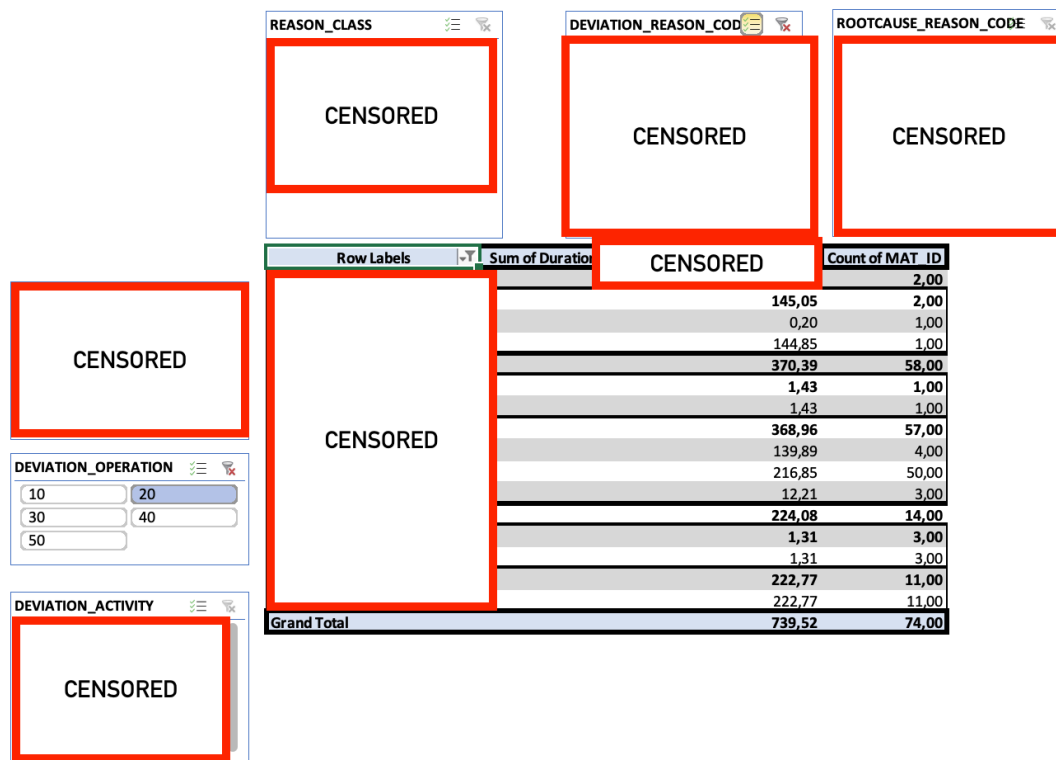 REASON_CLASS
CENSORED
DEVIATION_REASON_COD
CENSORED
ROOTCAUSE_REASON_CODE
CENSORED
Row Labels Sum of Duration CENSORED Count of MAT_ID
2,00
145,05 2,00
0,20 1,00
144,85 1,00
370,39 58,00
1,43 1,00
1,43 1,00
368,96 57,00
139,89 4,00
216,85 50,00
12,21 3,00
224,08 14,00
1,31 3,00
1,31 3,00
222,77 11,00
222,77 11,00
Grand Total 739,52 74,00
CENSORED
CENSORED
DEVIATION_OPERATION
10 20
30 40
50
DEVIATION_ACTIVITY
CENSORED